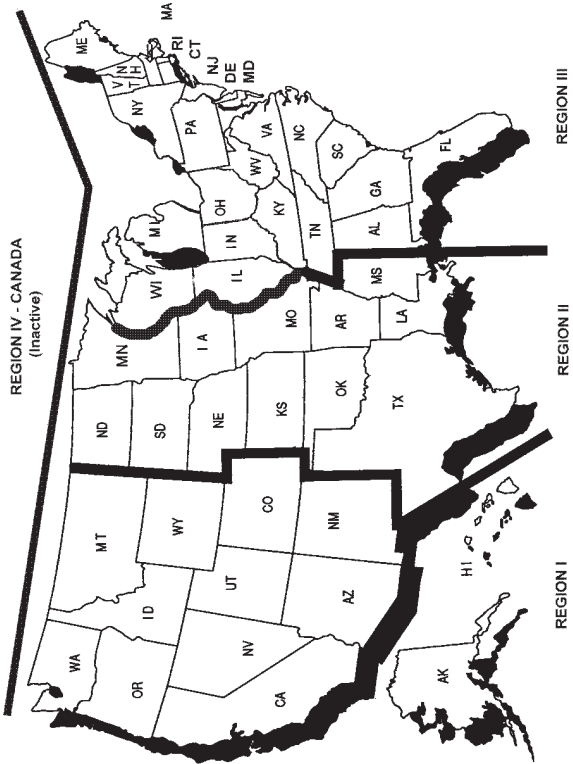 REGION IV - CANADA
(Inactive)
WA
OR
CA
NV
ID
MT
WY
UT
AZ
CO
NM
ND
SD
NE
KS
OK
TX
MN
IA
MO
AR
LA
WI
IL
MS
MI
IN
OH
KY
TN
AL
GA
FL
SC
NC
VA
WV
PA
NY
VT
NH
ME
MA
RI
CT
NJ
DE
MD
AK
HI
REGION I
REGION II
REGION III